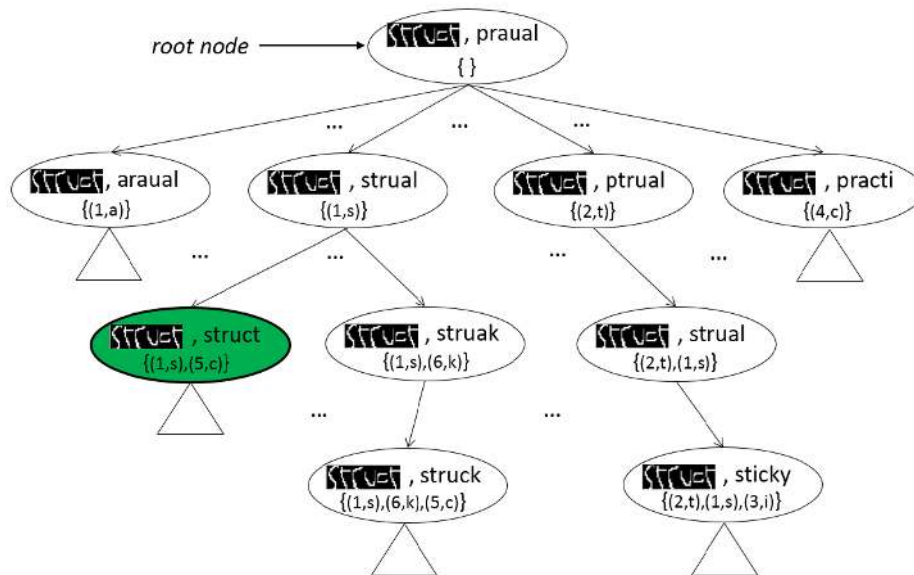 root node
struct , praual
{ }
... ... ...
struct , araual
{(1,a)}
struct , strual
{(1,s)}
struct , ptrual
{(2,t)}
struct , practi
{(4,c)}
... ... ... ...
struct , struct
{(1,s),(5,c)}
struct , struak
{(1,s),(6,k)}
struct , strual
{(2,t),(1,s)}
... ...
struct , struck
{(1,s),(6,k),(5,c)}
struct , sticky
{(2,t),(1,s),(3,i)}